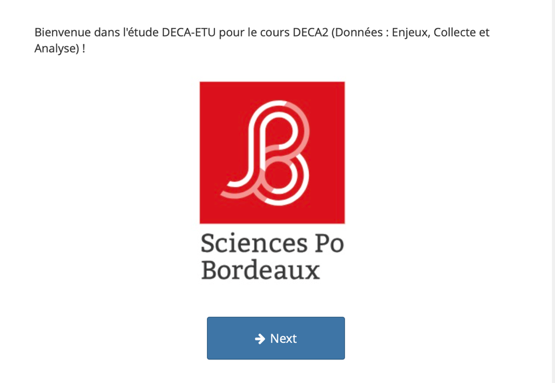 Bienvenue dans l'étude DECA-ETU pour le cours DECA2 (Données : Enjeux, Collecte et
Analyse) !
Sciences Po
Bordeaux
Next